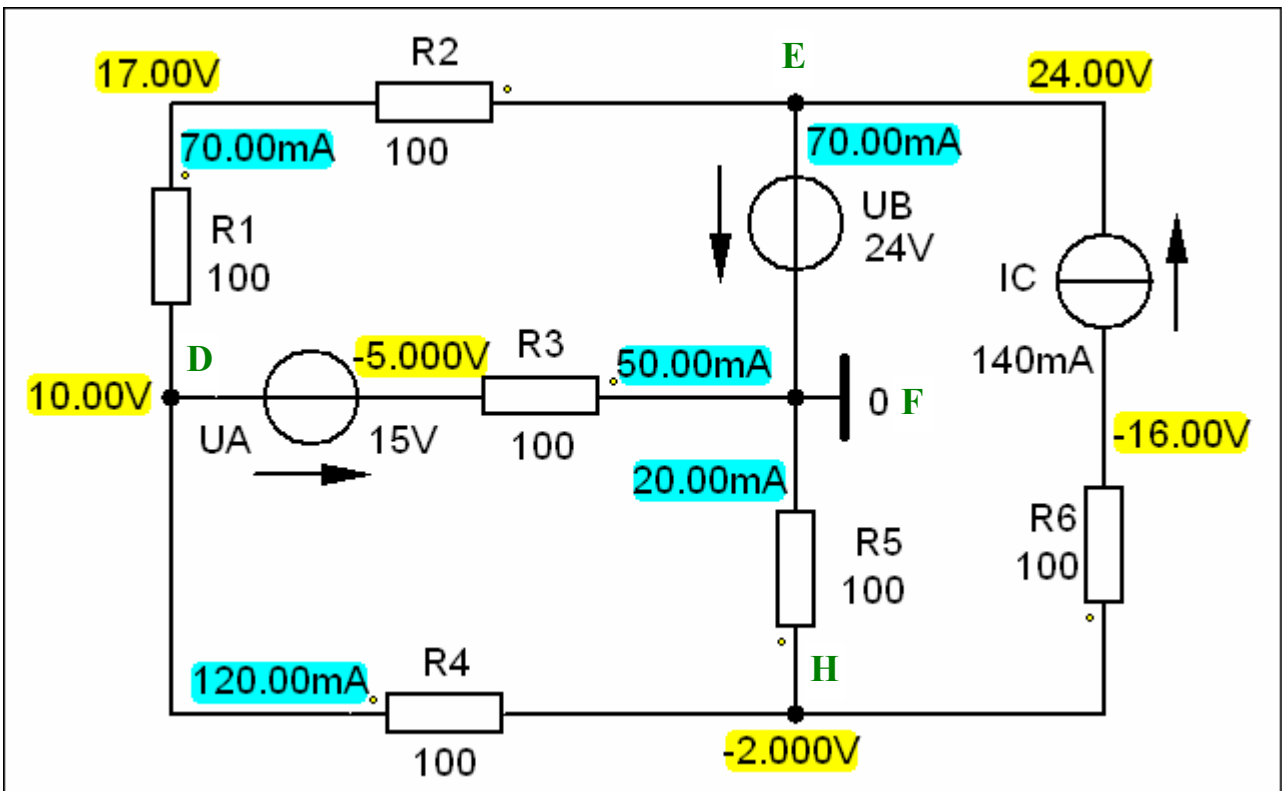 R2
E
17.00V
24.00V
70.00mA
100
70.00mA
R1
100
UB
24V
IC
140mA
D
-5.000V
R3
50.00mA
10.00V
0
F
UA
15V
100
-16.00V
20.00mA
R6
100
R5
100
R4
H
120.00mA
100
-2.000V